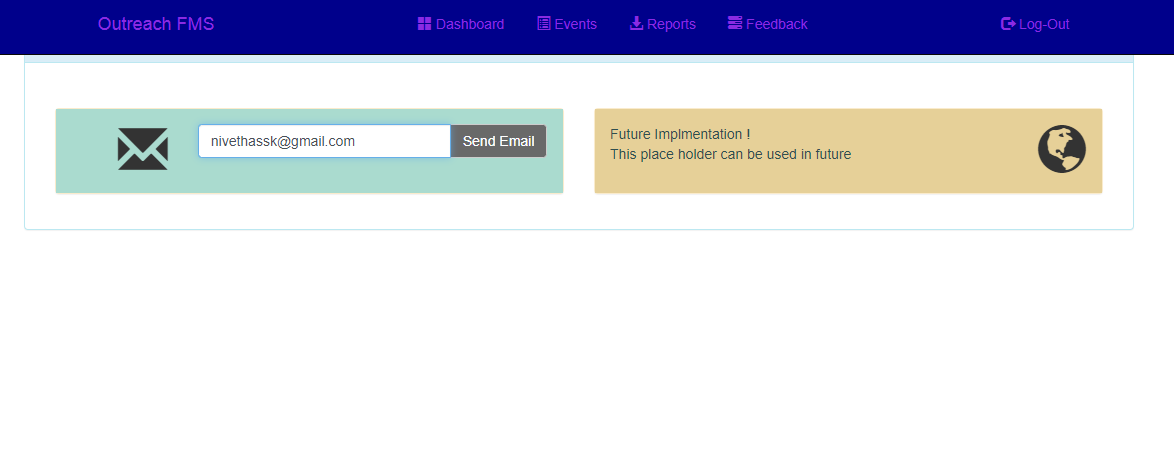 Outreach FMS Dashboard Events Reports Feedback Log-Out
nivethassk@gmail.com Send Email
Future Implmentation !
This place holder can be used in future